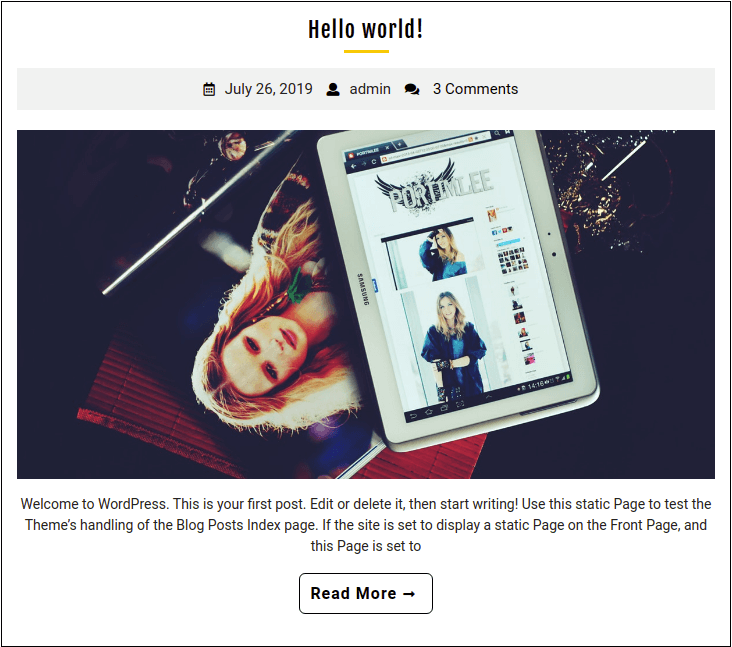 Hello world!
July 26, 2019 admin 3 Comments
PORTMLEE
SAMSUNG
14:16
Welcome to WordPress. This is your first post. Edit or delete it, then start writing! Use this static Page to test the
Theme’s handling of the Blog Posts Index page. If the site is set to display a static Page on the Front Page, and
this Page is set to
Read More →